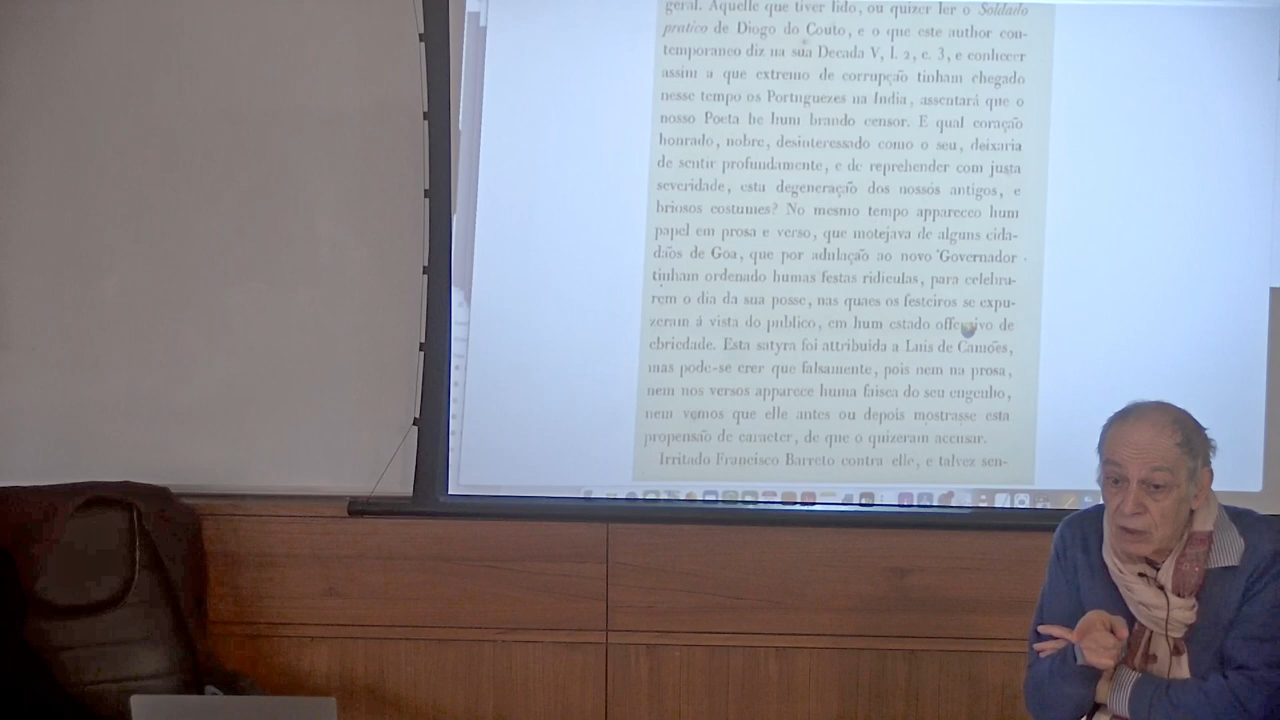 geral. Aquelle que tiver lido, ou quizer ler o Soldado
pratico de Diogo do Couto, e o que este author con-
temporaneo diz na sua Decada V, l. 2, c. 3, e conhecer
assim a que extremo de corrupção tinham chegado
nesse tempo os Portuguezes na India, assentará que o
nosso Poeta he hum brando censor. E qual coração
honrado, nobre, desinteressado como o seu, deixaria
de sentir profundamente, e de reprehender com justa
severidade, esta degeneração dos nossos antigos, e
briosos costumes? No mesmo tempo appareceo hum
papel em prosa e verso, que motejava de alguns cida-
dãos de Goa, que por adulação ao novo Governador
tinham ordenado humas festas ridiculas, para celebra-
rem o dia da sua posse, nas quaes os festeiros se expu-
zeram á vista do publico, em hum estado offensivo de
ebriedade. Esta satyra foi attribuida a Luis de Camões,
mas pode-se crer que falsamente, pois nem na prosa,
nem nos versos apparece huma faisca do seu engenho,
nem vemos que elle antes ou depois mostrasse esta
propensão de caracter, de que o quizeram accusar.
Irritado Francisco Barreto contra elle, e talvez sen-